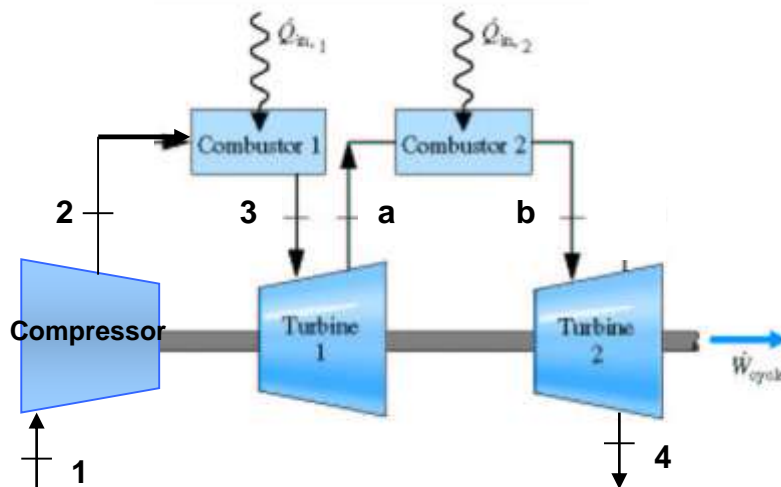 Q̇in, 1
Q̇in, 2
Combustor 1
Combustor 2
2
3
a
b
Compressor
Turbine
1
Turbine
2
Ẇcycle
1
4